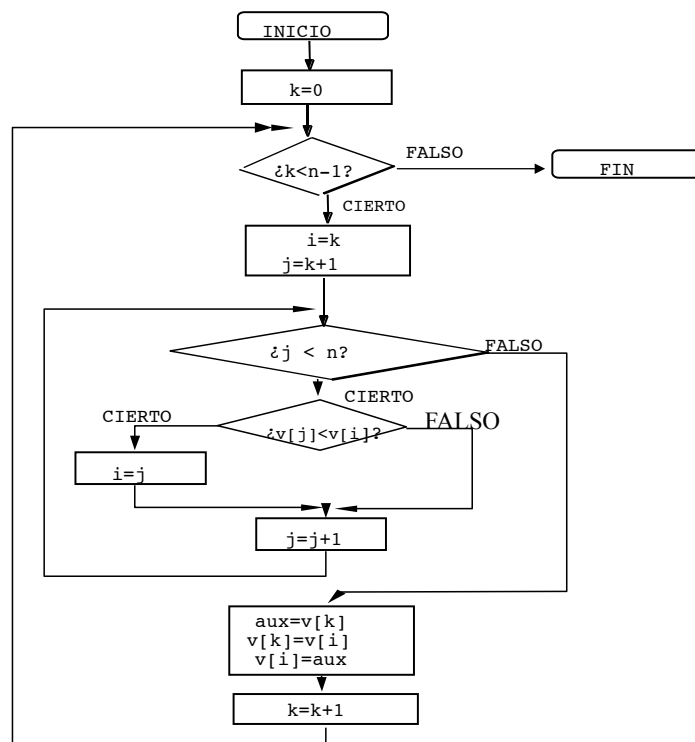 INICIO
k=0
¿k<n-1?
FALSO
FIN
CIERTO
i=k
j=k+1
¿j < n?
FALSO
CIERTO
CIERTO
¿v[j]<v[i]?
FALSO
i=j
j=j+1
aux=v[k]
v[k]=v[i]
v[i]=aux
k=k+1